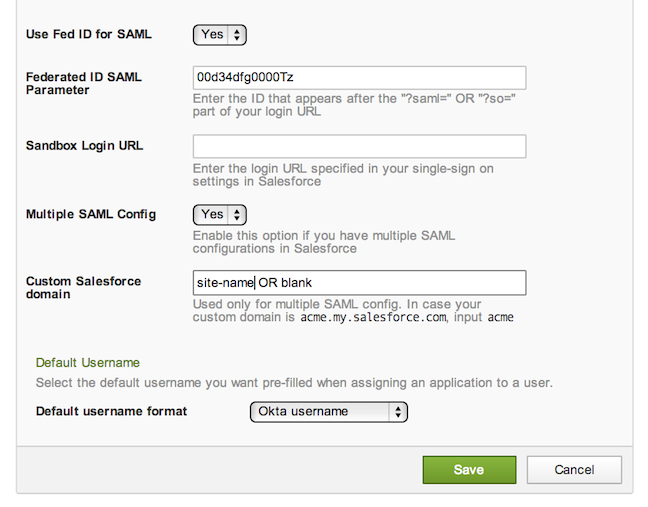 Use Fed ID for SAML
Yes
Federated ID SAML
Parameter
00d34dfg0000Tz
Enter the ID that appears after the "?saml=" OR "?so="
part of your login URL
Sandbox Login URL
Enter the login URL specified in your single-sign on
settings in Salesforce
Multiple SAML Config
Yes
Enable this option if you have multiple SAML
configurations in Salesforce
Custom Salesforce
domain
site-name OR blank
Used only for multiple SAML config. In case your
custom domain is acme.my.salesforce.com, input acme
Default Username
Select the default username you want pre-filled when assigning an application to a user.
Default username format
Okta username
Save
Cancel